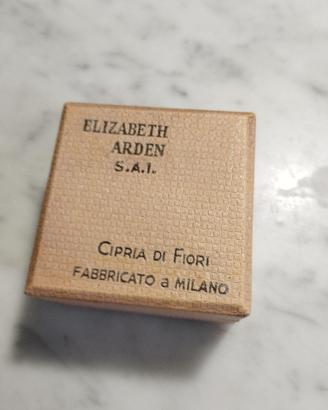 ELIZABETH
ARDEN
S.A.I.
CIPRIA DI FIORI
FABBRICATO a MILANO